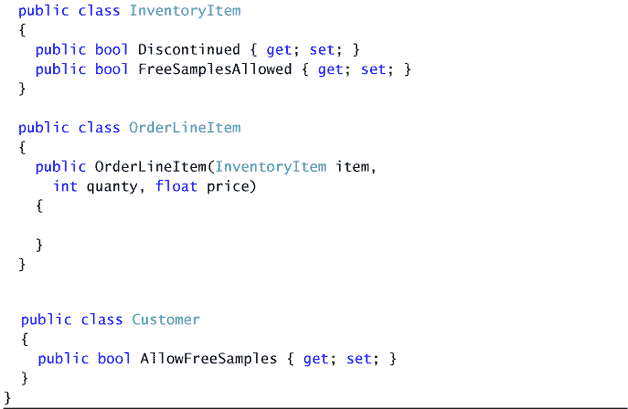 public class InventoryItem
{
public bool Discontinued { get; set; }
public bool FreeSamplesAllowed { get; set; }
}
public class OrderLineItem
{
public OrderLineItem(InventoryItem item,
int quanty, float price)
{
}
}
public class Customer
{
public bool AllowFreeSamples { get; set; }
}
}